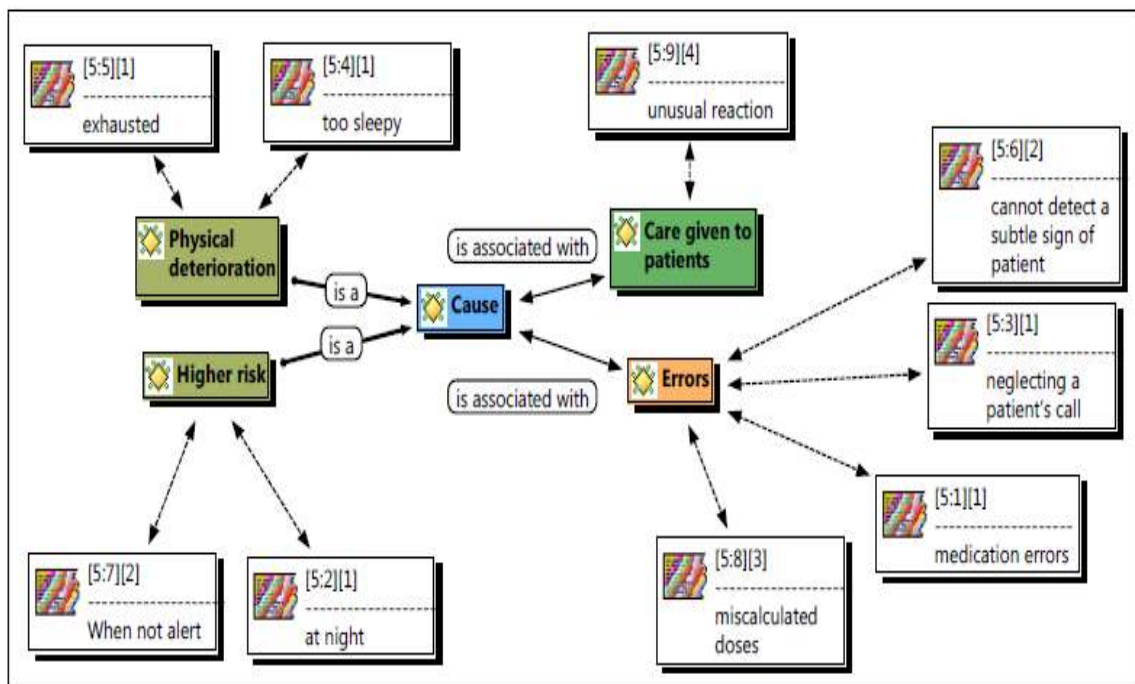 [5:5][1]
exhausted
[5:4][1]
too sleepy
[5:9][4]
unusual reaction
[5:6][2]
cannot detect a
subtle sign of
patient
Physical
deterioration
is associated with
Care given to
patients
is a
Cause
is a
Higher risk
is associated with
Errors
[5:3][1]
neglecting a
patient's call
[5:1][1]
medication errors
[5:7][2]
When not alert
[5:2][1]
at night
[5:8][3]
miscalculated
doses